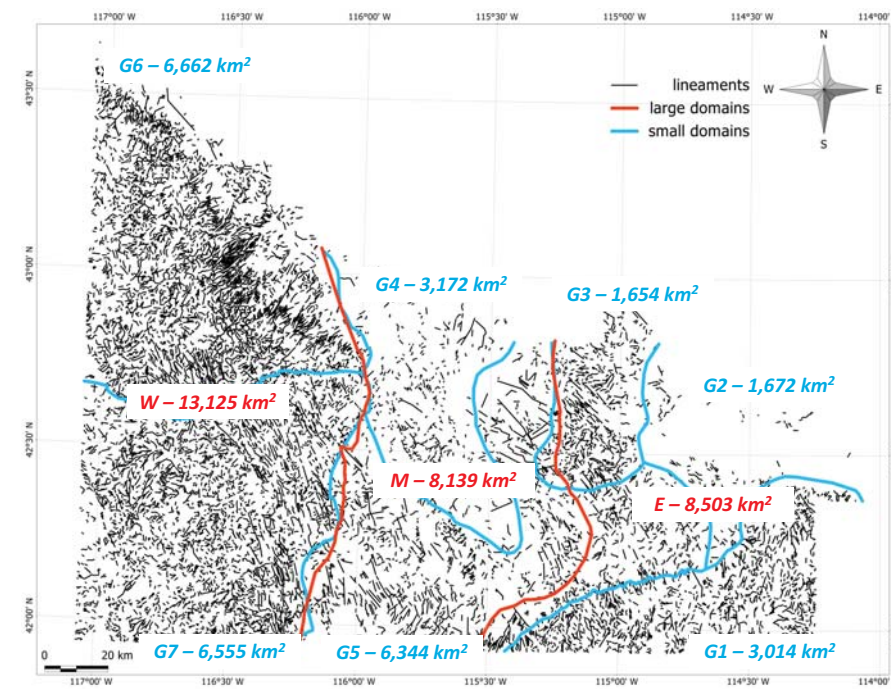 117°00' W 116°30' W 116°00' W 115°30' W 115°00' W 114°30' W 114°00' W
G6 – 6,662 km²
N
43°30' N
lineaments
W E
large domains
small domains
S
43°00' N
G4 – 3,172 km²
G3 – 1,654 km²
G2 – 1,672 km²
W – 13,125 km²
42°30' N
M – 8,139 km²
E – 8,503 km²
42°00' N
G7 – 6,555 km² G5 – 6,344 km² G1 – 3,014 km²
0 20 km
117°00' W 116°30' W 116°00' W 115°30' W 115°00' W 114°30' W 114°00' W